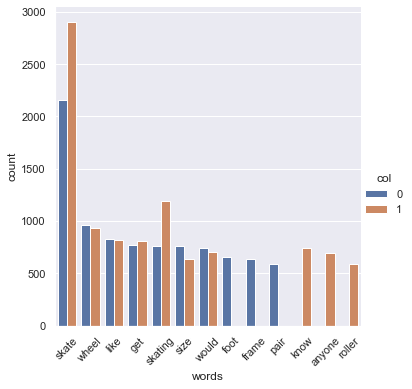 3000
2500
2000
1500
1000
500
0
count
skate
wheel
like
get
skating
size
would
foot
frame
pair
know
anyone
roller
words
col
0
1